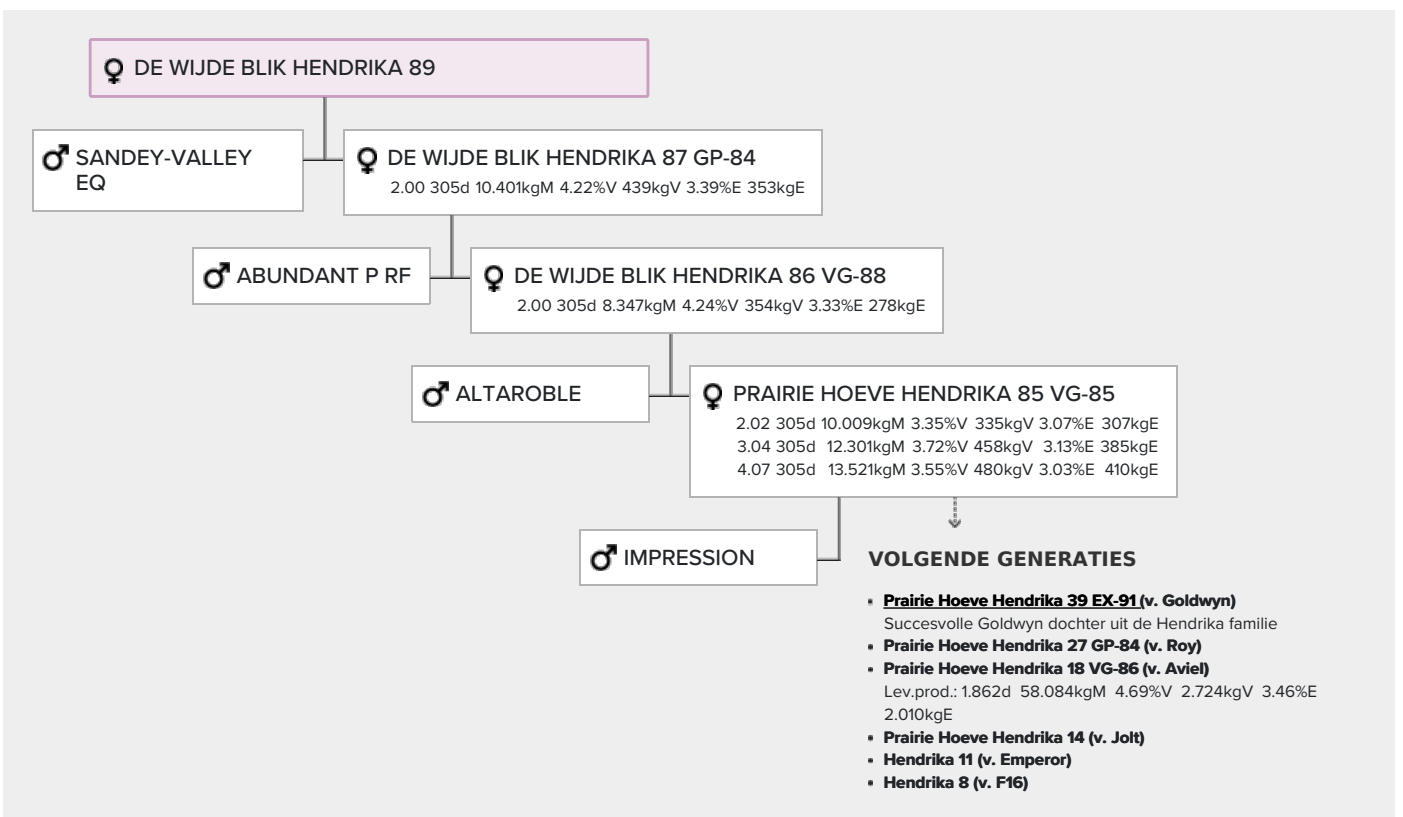 DE WIJDE BLIK HENDRIKA 89
SANDEY-VALLEY
EQ
DE WIJDE BLIK HENDRIKA 87 GP-84
2.00 305d 10.401kgM 4.22%V 439kgV 3.39%E 353kgE
ABUNDANT P RF
DE WIJDE BLIK HENDRIKA 86 VG-88
2.00 305d 8.347kgM 4.24%V 354kgV 3.33%E 278kgE
ALTAROBLE
PRAIRIE HOEVE HENDRIKA 85 VG-85
2.02 305d 10.009kgM 3.35%V 335kgV 3.07%E 307kgE
3.04 305d 12.301kgM 3.72%V 458kgV 3.13%E 385kgE
4.07 305d 13.521kgM 3.55%V 480kgV 3.03%E 410kgE
IMPRESSION
VOLGENDE GENERATIES
Prairie Hoeve Hendrika 39 EX-91 (v. Goldwyn)
Succesvolle Goldwyn dochter uit de Hendrika familie
Prairie Hoeve Hendrika 27 GP-84 (v. Roy)
Prairie Hoeve Hendrika 18 VG-86 (v. Aviel)
Lev.prod.: 1.862d 58.084kgM 4.69%V 2.724kgV 3.46%E
2.010kgE
Prairie Hoeve Hendrika 14 (v. Jolt)
Hendrika 11 (v. Emperor)
Hendrika 8 (v. F16)